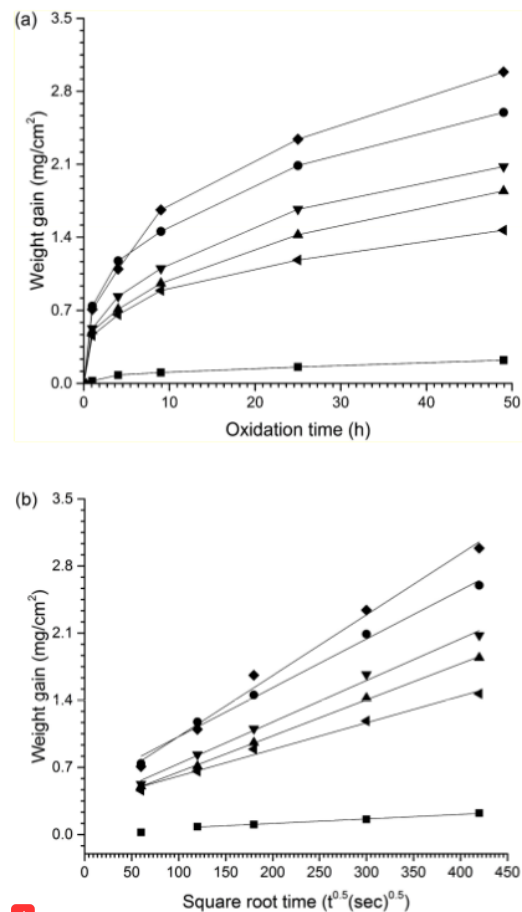 (a)
3.5
2.8
2.1
1.4
0.7
0.0
Weight gain (mg/cm²)
0 10 20 30 40 50
Oxidation time (h)
(b)
3.5
2.8
2.1
1.4
0.7
0.0
Weight gain (mg/cm²)
0 50 100 150 200 250 300 350 400 450
Square root time (t⁰·⁵(sec)⁰·⁵)